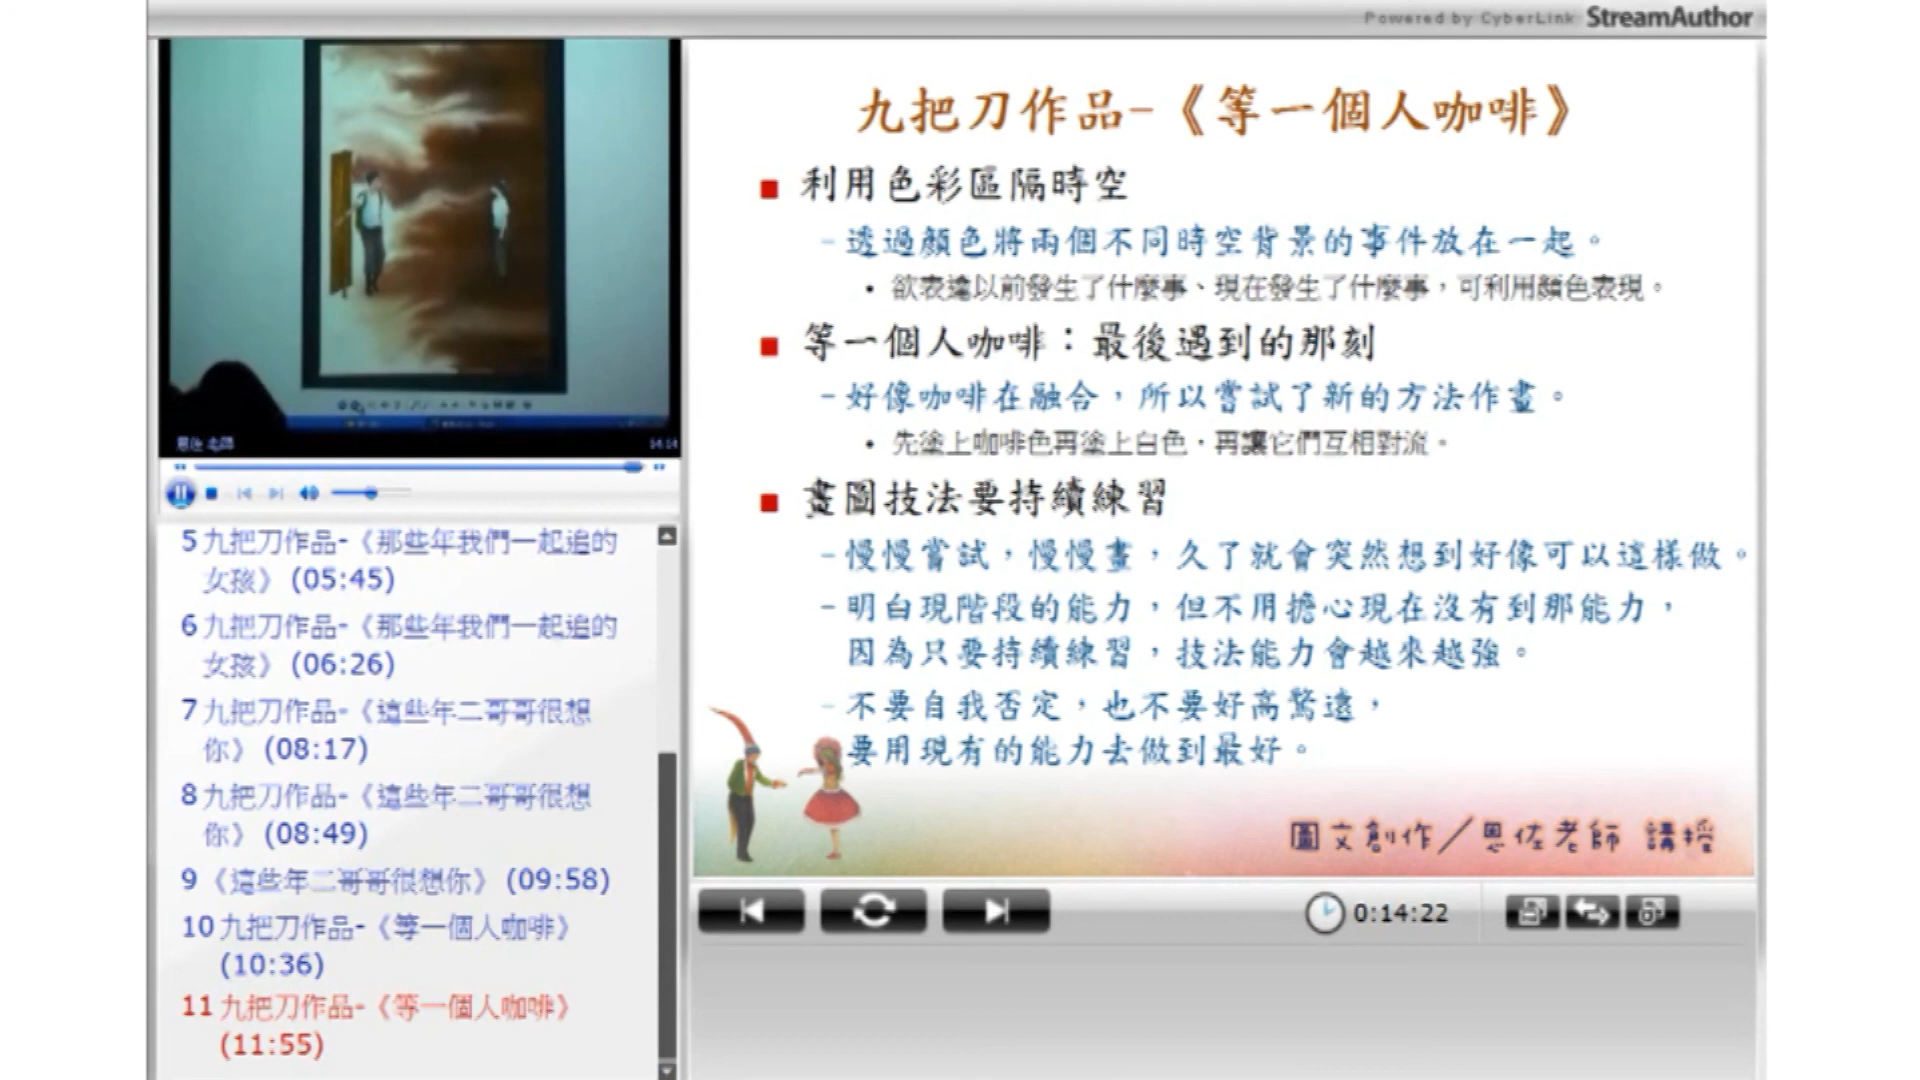 Powered by CyberLink StreamAuthor
九把刀作品-《等一個人咖啡》
■ 利用色彩區隔時空
-透過顏色將兩個不同時空背景的事件放在一起。
• 欲表達以前發生了什麼事、現在發生了什麼事，可利用顏色表現。
■ 等一個人咖啡：最後遇到的那刻
-好像咖啡在融合，所以嘗試了新的方法作畫。
• 先塗上咖啡色再塗上白色，再讓它們互相對流。
■ 畫圖技法要持續練習
-慢慢嘗試，慢慢畫，久了就會突然想到好像可以這樣做。
-明白現階段的能力，但不用擔心現在沒有到那能力，
因為只要持續練習，技法能力會越來越強。
-不要自我否定，也不要好高騖遠，
要用現有的能力去做到最好。
圖文創作／恩佐老師 講授
恩佐 老師
14:14
5 九把刀作品-《那些年我們一起追的
女孩》 (05:45)
6 九把刀作品-《那些年我們一起追的
女孩》 (06:26)
7 九把刀作品-《這些年二哥哥很想
你》 (08:17)
8 九把刀作品-《這些年二哥哥很想
你》 (08:49)
9 《這些年二哥哥很想你》 (09:58)
10 九把刀作品-《等一個人咖啡》
(10:36)
11 九把刀作品-《等一個人咖啡》
(11:55)
0:14:22